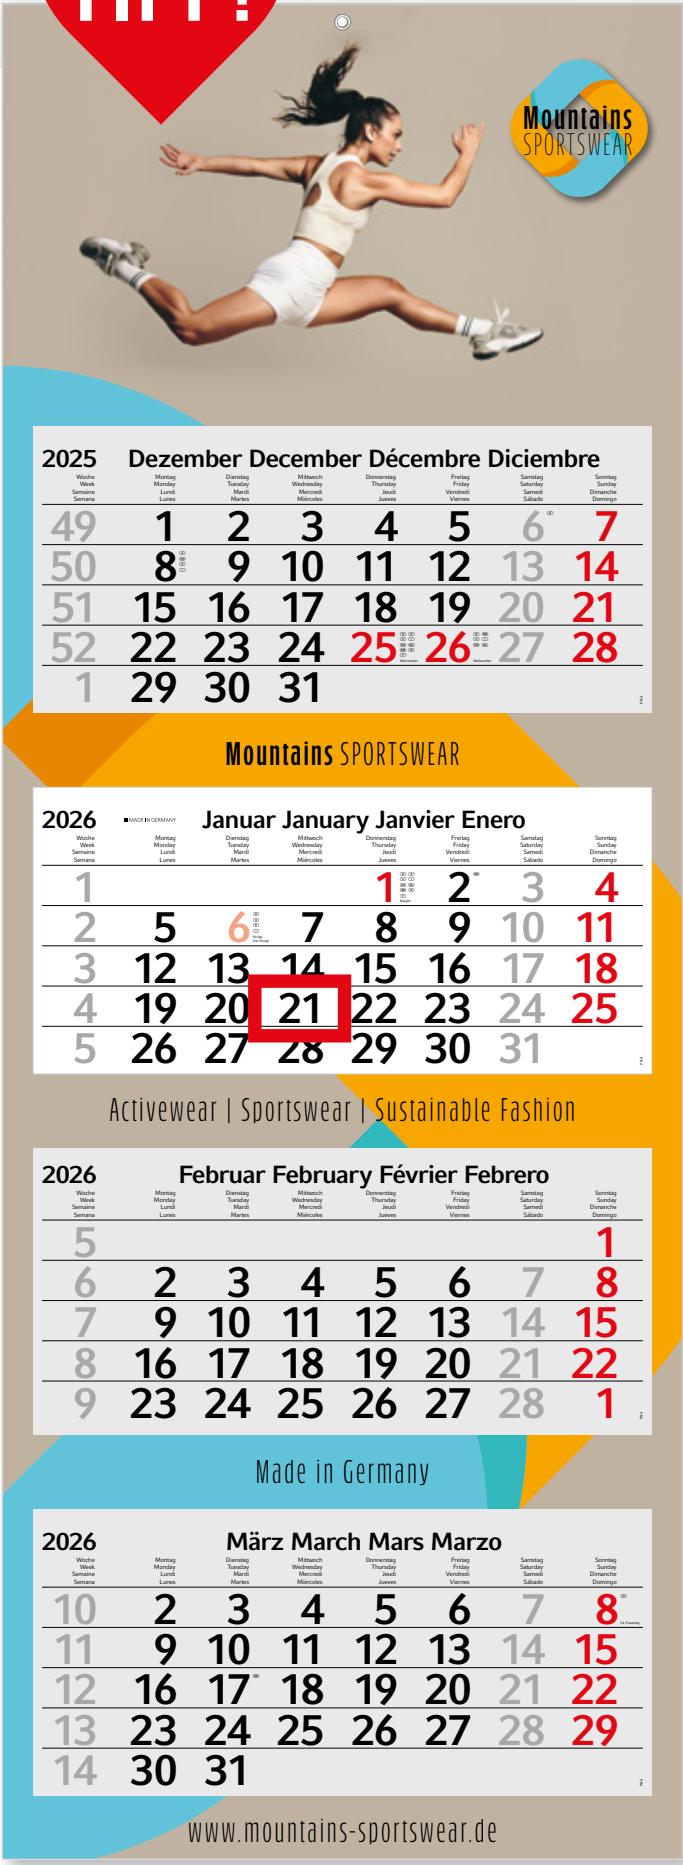 Mountains
SPORTSWEAR
2025 Dezember December Décembre Diciembre
Woche Montag Dienstag Mittwoch Donnerstag Freitag Samstag Sonntag
Week Monday Tuesday Wednesday Thursday Friday Saturday Sunday
Semaine Lundi Mardi Mercredi Jeudi Vendredi Samedi Dimanche
Semana Lunes Martes Miércoles Jueves Viernes Sábado Domingo
49 1 2 3 4 5 6 7
50 8 9 10 11 12 13 14
51 15 16 17 18 19 20 21
52 22 23 24 25 26 27 28
1 29 30 31
Mountains SPORTSWEAR
2026 MADE IN GERMANY Januar January Janvier Enero
Woche Montag Dienstag Mittwoch Donnerstag Freitag Samstag Sonntag
Week Monday Tuesday Wednesday Thursday Friday Saturday Sunday
Semaine Lundi Mardi Mercredi Jeudi Vendredi Samedi Dimanche
Semana Lunes Martes Miércoles Jueves Viernes Sábado Domingo
1 1 2 3 4
2 5 6 7 8 9 10 11
3 12 13 14 15 16 17 18
4 19 20 21 22 23 24 25
5 26 27 28 29 30 31
Activewear | Sportswear | Sustainable Fashion
2026 Februar February Février Febrero
Woche Montag Dienstag Mittwoch Donnerstag Freitag Samstag Sonntag
Week Monday Tuesday Wednesday Thursday Friday Saturday Sunday
Semaine Lundi Mardi Mercredi Jeudi Vendredi Samedi Dimanche
Semana Lunes Martes Miércoles Jueves Viernes Sábado Domingo
5 1
6 2 3 4 5 6 7 8
7 9 10 11 12 13 14 15
8 16 17 18 19 20 21 22
9 23 24 25 26 27 28 1
Made in Germany
2026 März March Mars Marzo
Woche Montag Dienstag Mittwoch Donnerstag Freitag Samstag Sonntag
Week Monday Tuesday Wednesday Thursday Friday Saturday Sunday
Semaine Lundi Mardi Mercredi Jeudi Vendredi Samedi Dimanche
Semana Lunes Martes Miércoles Jueves Viernes Sábado Domingo
10 2 3 4 5 6 7 8
11 9 10 11 12 13 14 15
12 16 17 18 19 20 21 22
13 23 24 25 26 27 28 29
14 30 31
www.mountains-sportswear.de